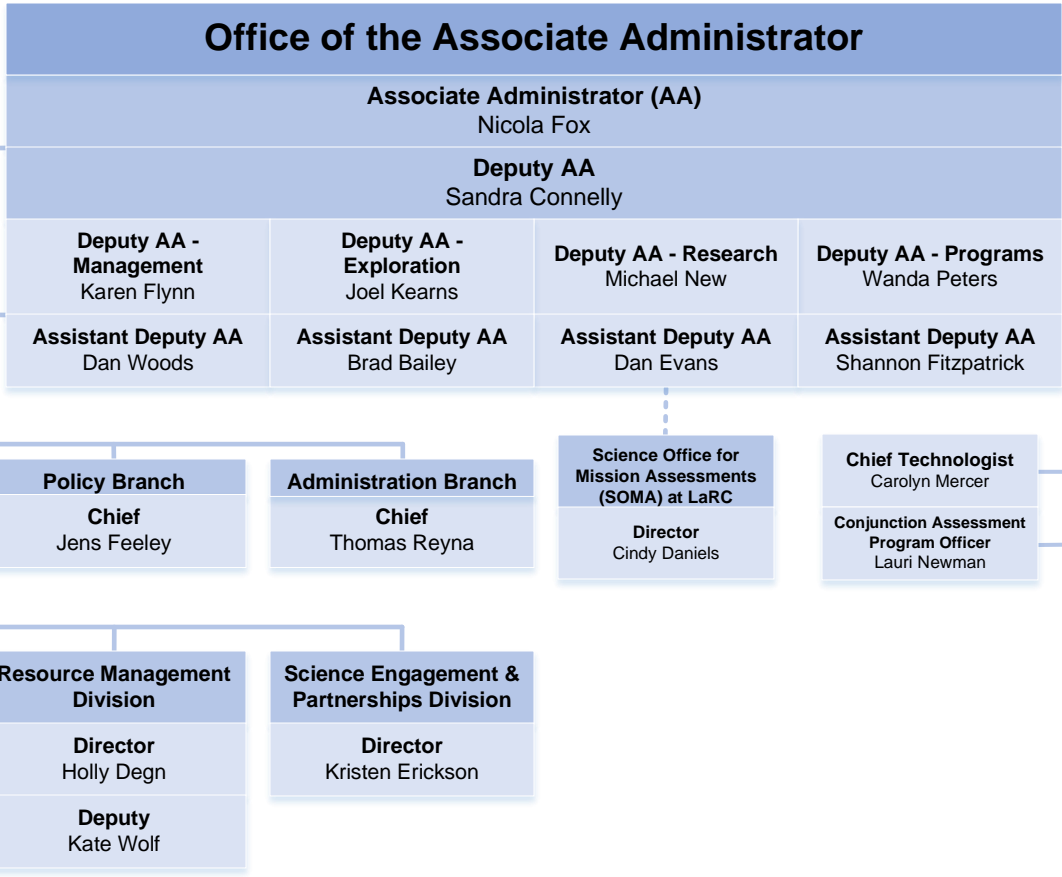 Office of the Associate Administrator
Associate Administrator (AA)
Nicola Fox
Deputy AA
Sandra Connelly
Deputy AA -
Management
Karen Flynn
Deputy AA -
Exploration
Joel Kearns
Deputy AA - Research
Michael New
Deputy AA - Programs
Wanda Peters
Assistant Deputy AA
Dan Woods
Assistant Deputy AA
Brad Bailey
Assistant Deputy AA
Dan Evans
Assistant Deputy AA
Shannon Fitzpatrick
Policy Branch
Chief
Jens Feeley
Administration Branch
Chief
Thomas Reyna
Science Office for
Mission Assessments
(SOMA) at LaRC
Director
Cindy Daniels
Chief Technologist
Carolyn Mercer
Conjunction Assessment
Program Officer
Lauri Newman
Resource Management
Division
Director
Holly Degn
Deputy
Kate Wolf
Science Engagement &
Partnerships Division
Director
Kristen Erickson